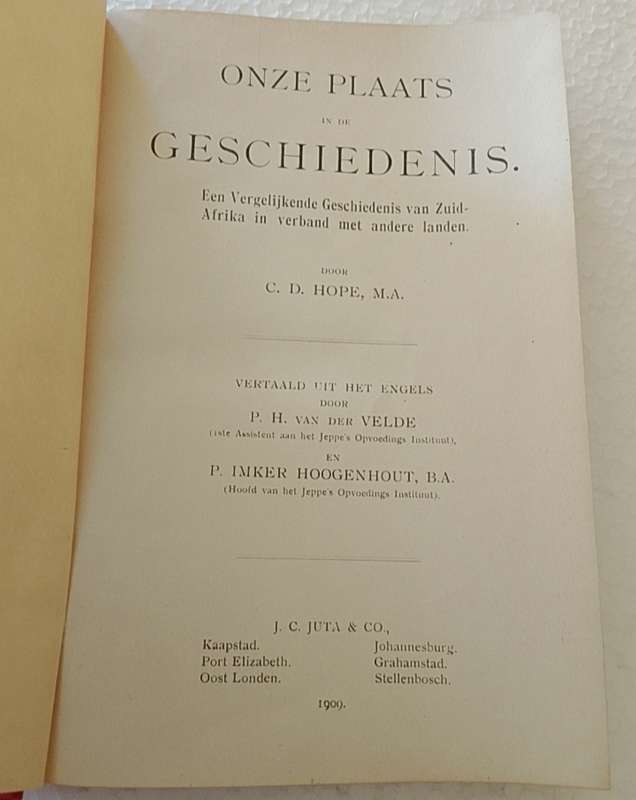 ONZE PLAATS
IN DE
GESCHIEDENIS.
Een Vergelijkende Geschiedenis van Zuid-
Afrika in verband met andere landen.
DOOR
C. D. HOPE, M.A.
VERTAALD UIT HET ENGELS
DOOR
P. H. VAN DER VELDE
(1ste Assistent aan het Jeppe's Opvoedings Instituut),
EN
P. IMKER HOOGENHOUT, B.A.
(Hoofd van het Jeppe's Opvoedings Instituut).
J. C. JUTA & CO.,
Kaapstad. Johannesburg.
Port Elizabeth. Grahamstad.
Oost Londen. Stellenbosch.
1909.